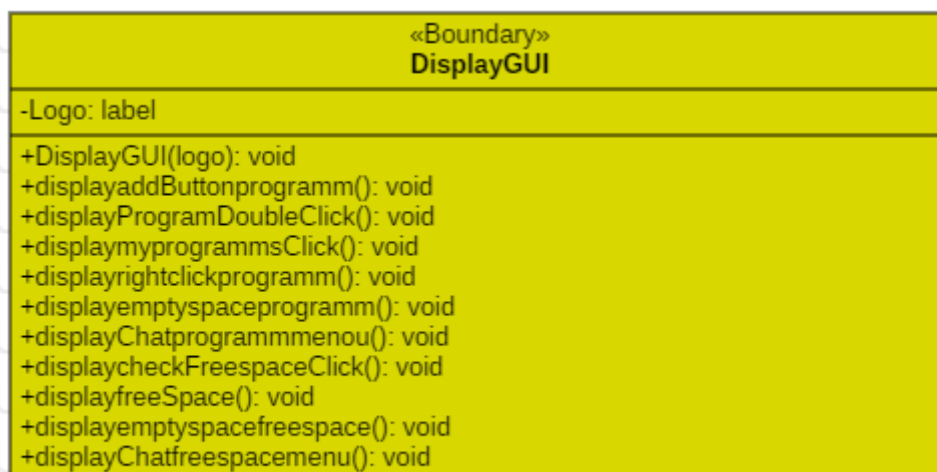 «Boundary»
DisplayGUI
-Logo: label
+DisplayGUI(logo): void
+displayaddButtonprogramm(): void
+displayProgramDoubleClick(): void
+displaymyprogrammsClick(): void
+displayrightclickprogramm(): void
+displayemptyspaceprogramm(): void
+displayChatprogrammmenou(): void
+displaycheckFreespaceClick(): void
+displayfreeSpace(): void
+displayemptyspacefreespace(): void
+displayChatfreespacemenu(): void